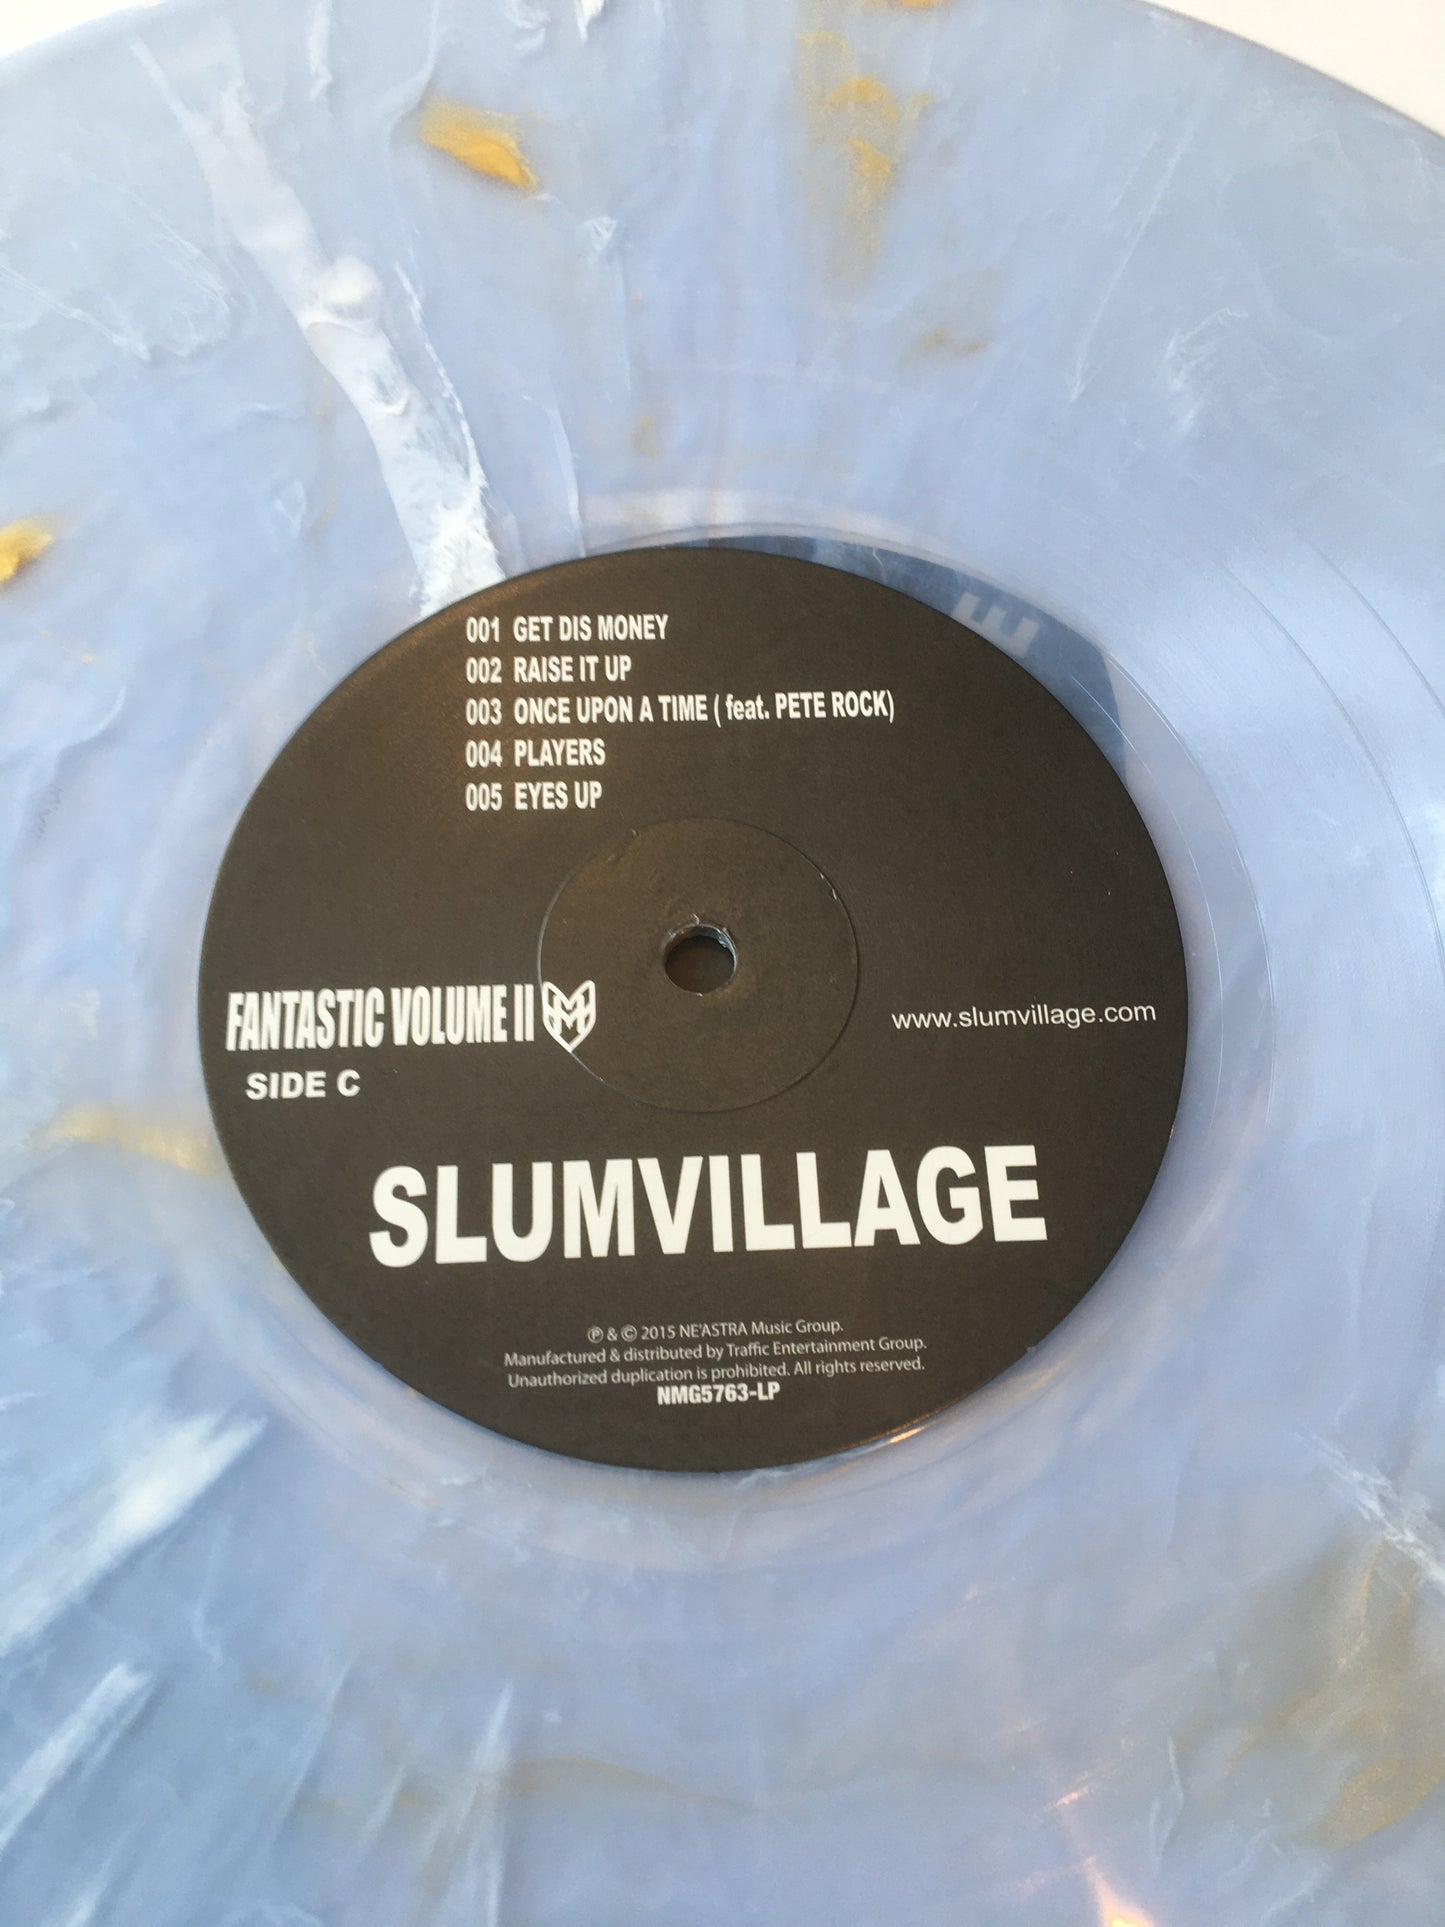 001 GET DIS MONEY
002 RAISE IT UP
003 ONCE UPON A TIME ( feat. PETE ROCK)
004 PLAYERS
005 EYES UP
FANTASTIC VOLUME II
www.slumvillage.com
SIDE C
SLUMVILLAGE
℗ & © 2015 NE'ASTRA Music Group.
Manufactured & distributed by Traffic Entertainment Group.
Unauthorized duplication is prohibited. All rights reserved.
NMG5763-LP